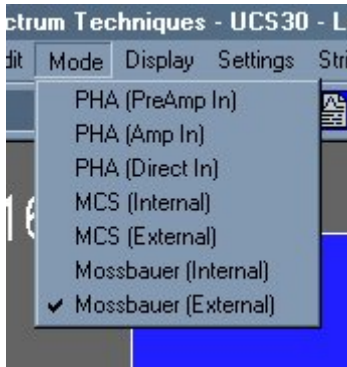 ctrum Techniques - UCS30 - L
dit Mode Display Settings Stri
PHA (PreAmp In)
PHA (Amp In)
PHA (Direct In)
MCS (Internal)
16
MCS (External)
Mossbauer (Internal)
✓ Mossbauer (External)